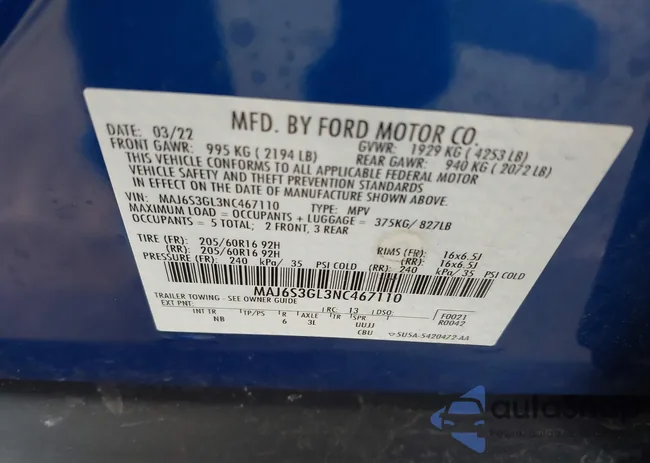 MFD. BY FORD MOTOR CO.
DATE: 03/22 GVWR: 1929 KG ( 4253 LB)
FRONT GAWR: 995 KG ( 2194 LB) REAR GAWR: 940 KG ( 2072 LB)
THIS VEHICLE CONFORMS TO ALL APPLICABLE FEDERAL MOTOR
VEHICLE SAFETY AND THEFT PREVENTION STANDARDS
IN EFFECT ON THE DATE OF MANUFACTURE SHOWN ABOVE.
VIN: MAJ6S3GL3NC467110 TYPE: MPV
MAXIMUM LOAD = OCCUPANTS + LUGGAGE = 375KG/ 827LB
OCCUPANTS = 5 TOTAL; 2 FRONT, 3 REAR
TIRE (FR): 205/60R16 92H RIMS (FR): 16x6.5J
(RR): 205/60R16 92H (RR): 16x6.5J
PRESSURE (FR): 240 kPa/ 35 PSI COLD (RR): 240 kPa/ 35 PSI COLD
MAJ6S3GL3NC467110
TRAILER TOWING - SEE OWNER GUIDE
EXT PNT: RC: 13 DSO: F0021
R0042
INT TR TP/PS R AXLE TR SPR
NB 6 3L UUJJ
CBU
5U5A-5420472-AA
autoshop